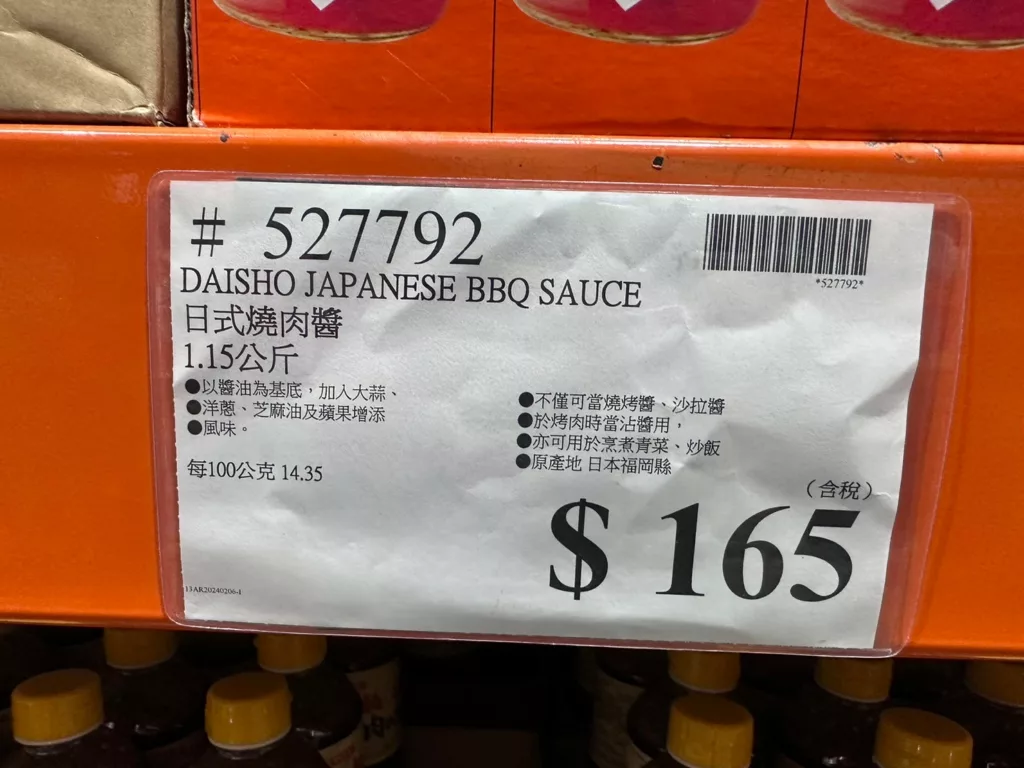 # 527792
*527792*
DAISHO JAPANESE BBQ SAUCE
日式燒肉醬
1.15公斤
●以醬油為基底，加入大蒜、
●洋蔥、芝麻油及蘋果增添
●風味。
●不僅可當燒烤醬、沙拉醬
●於烤肉時當沾醬用，
●亦可用於烹煮青菜、炒飯
●原產地 日本福岡縣
每100公克 14.35
（含稅）
$ 165
13AR20240206-1